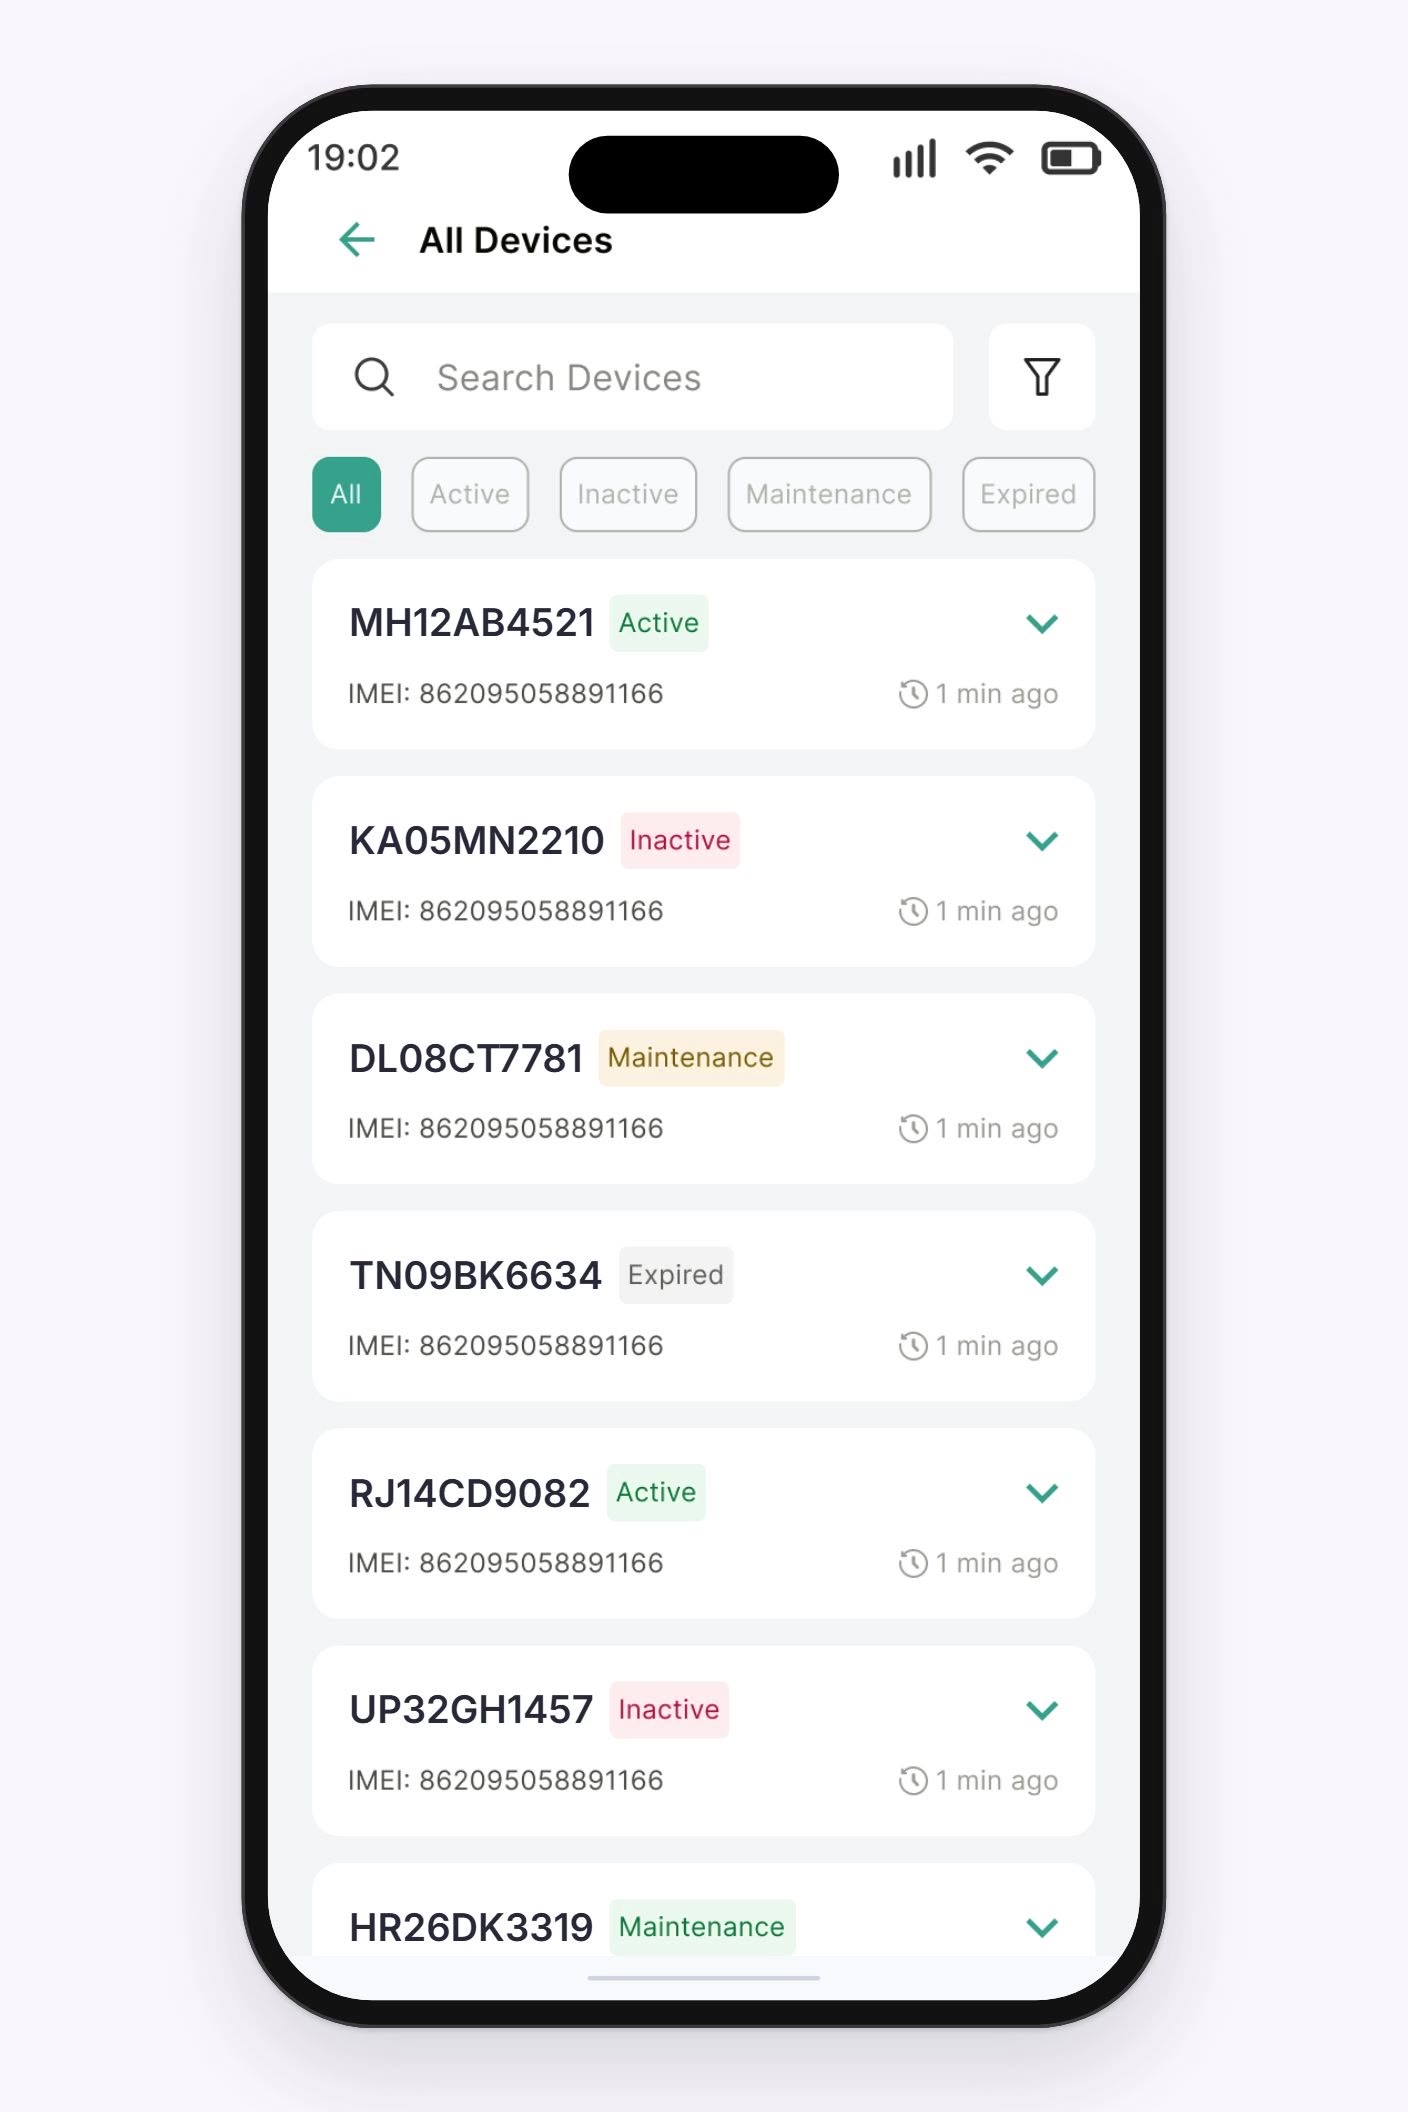 19:02
All Devices
Search Devices
All Active Inactive Maintenance Expired
MH12AB4521 Active
IMEI: 862095058891166 1 min ago
KA05MN2210 Inactive
IMEI: 862095058891166 1 min ago
DL08CT7781 Maintenance
IMEI: 862095058891166 1 min ago
TN09BK6634 Expired
IMEI: 862095058891166 1 min ago
RJ14CD9082 Active
IMEI: 862095058891166 1 min ago
UP32GH1457 Inactive
IMEI: 862095058891166 1 min ago
HR26DK3319 Maintenance